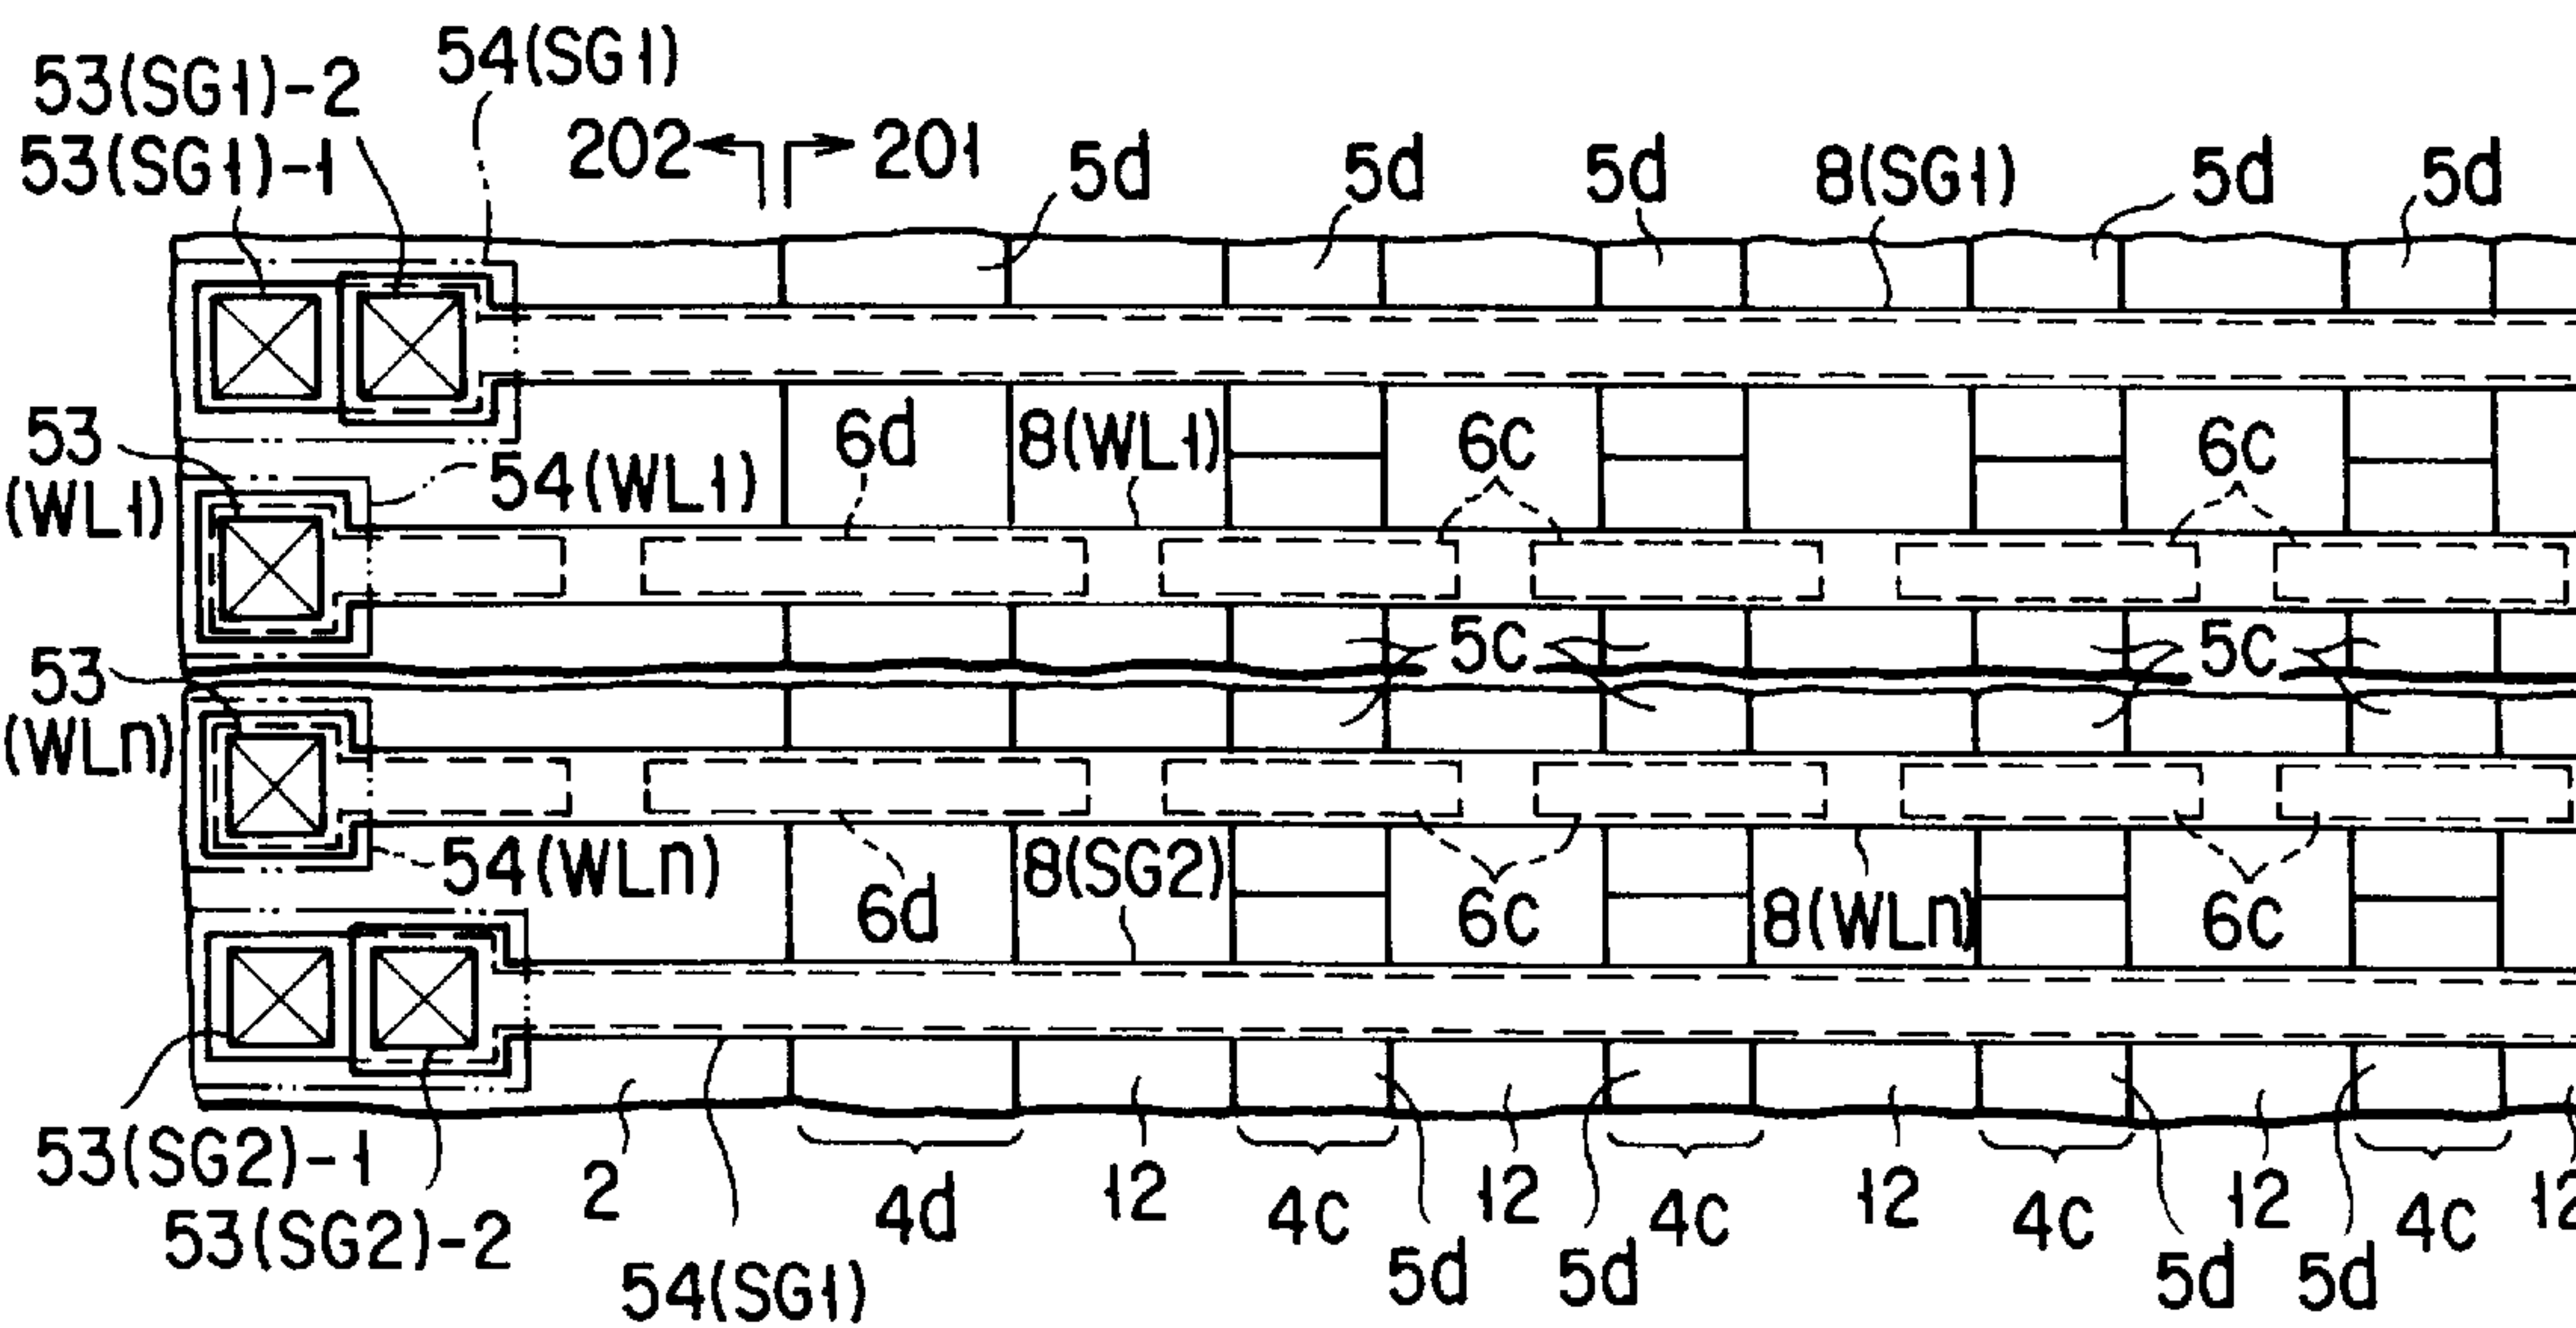 54(SG1)
53(SG1)-2
53(SG1)-1
202
201
5d
5d
5d
8(SG1)
5d
5d
53
(WL1)
54(WL1)
6d
8(WL1)
6c
6c
53
(WLn)
5c
5c
54(WLn)
6d
8(SG2)
6c
8(WLn)
6c
53(SG2)-1
53(SG2)-2
2
54(SG1)
4d
12
4c
5d
12
5d
4c
12
4c
5d
12
5d
4c
12